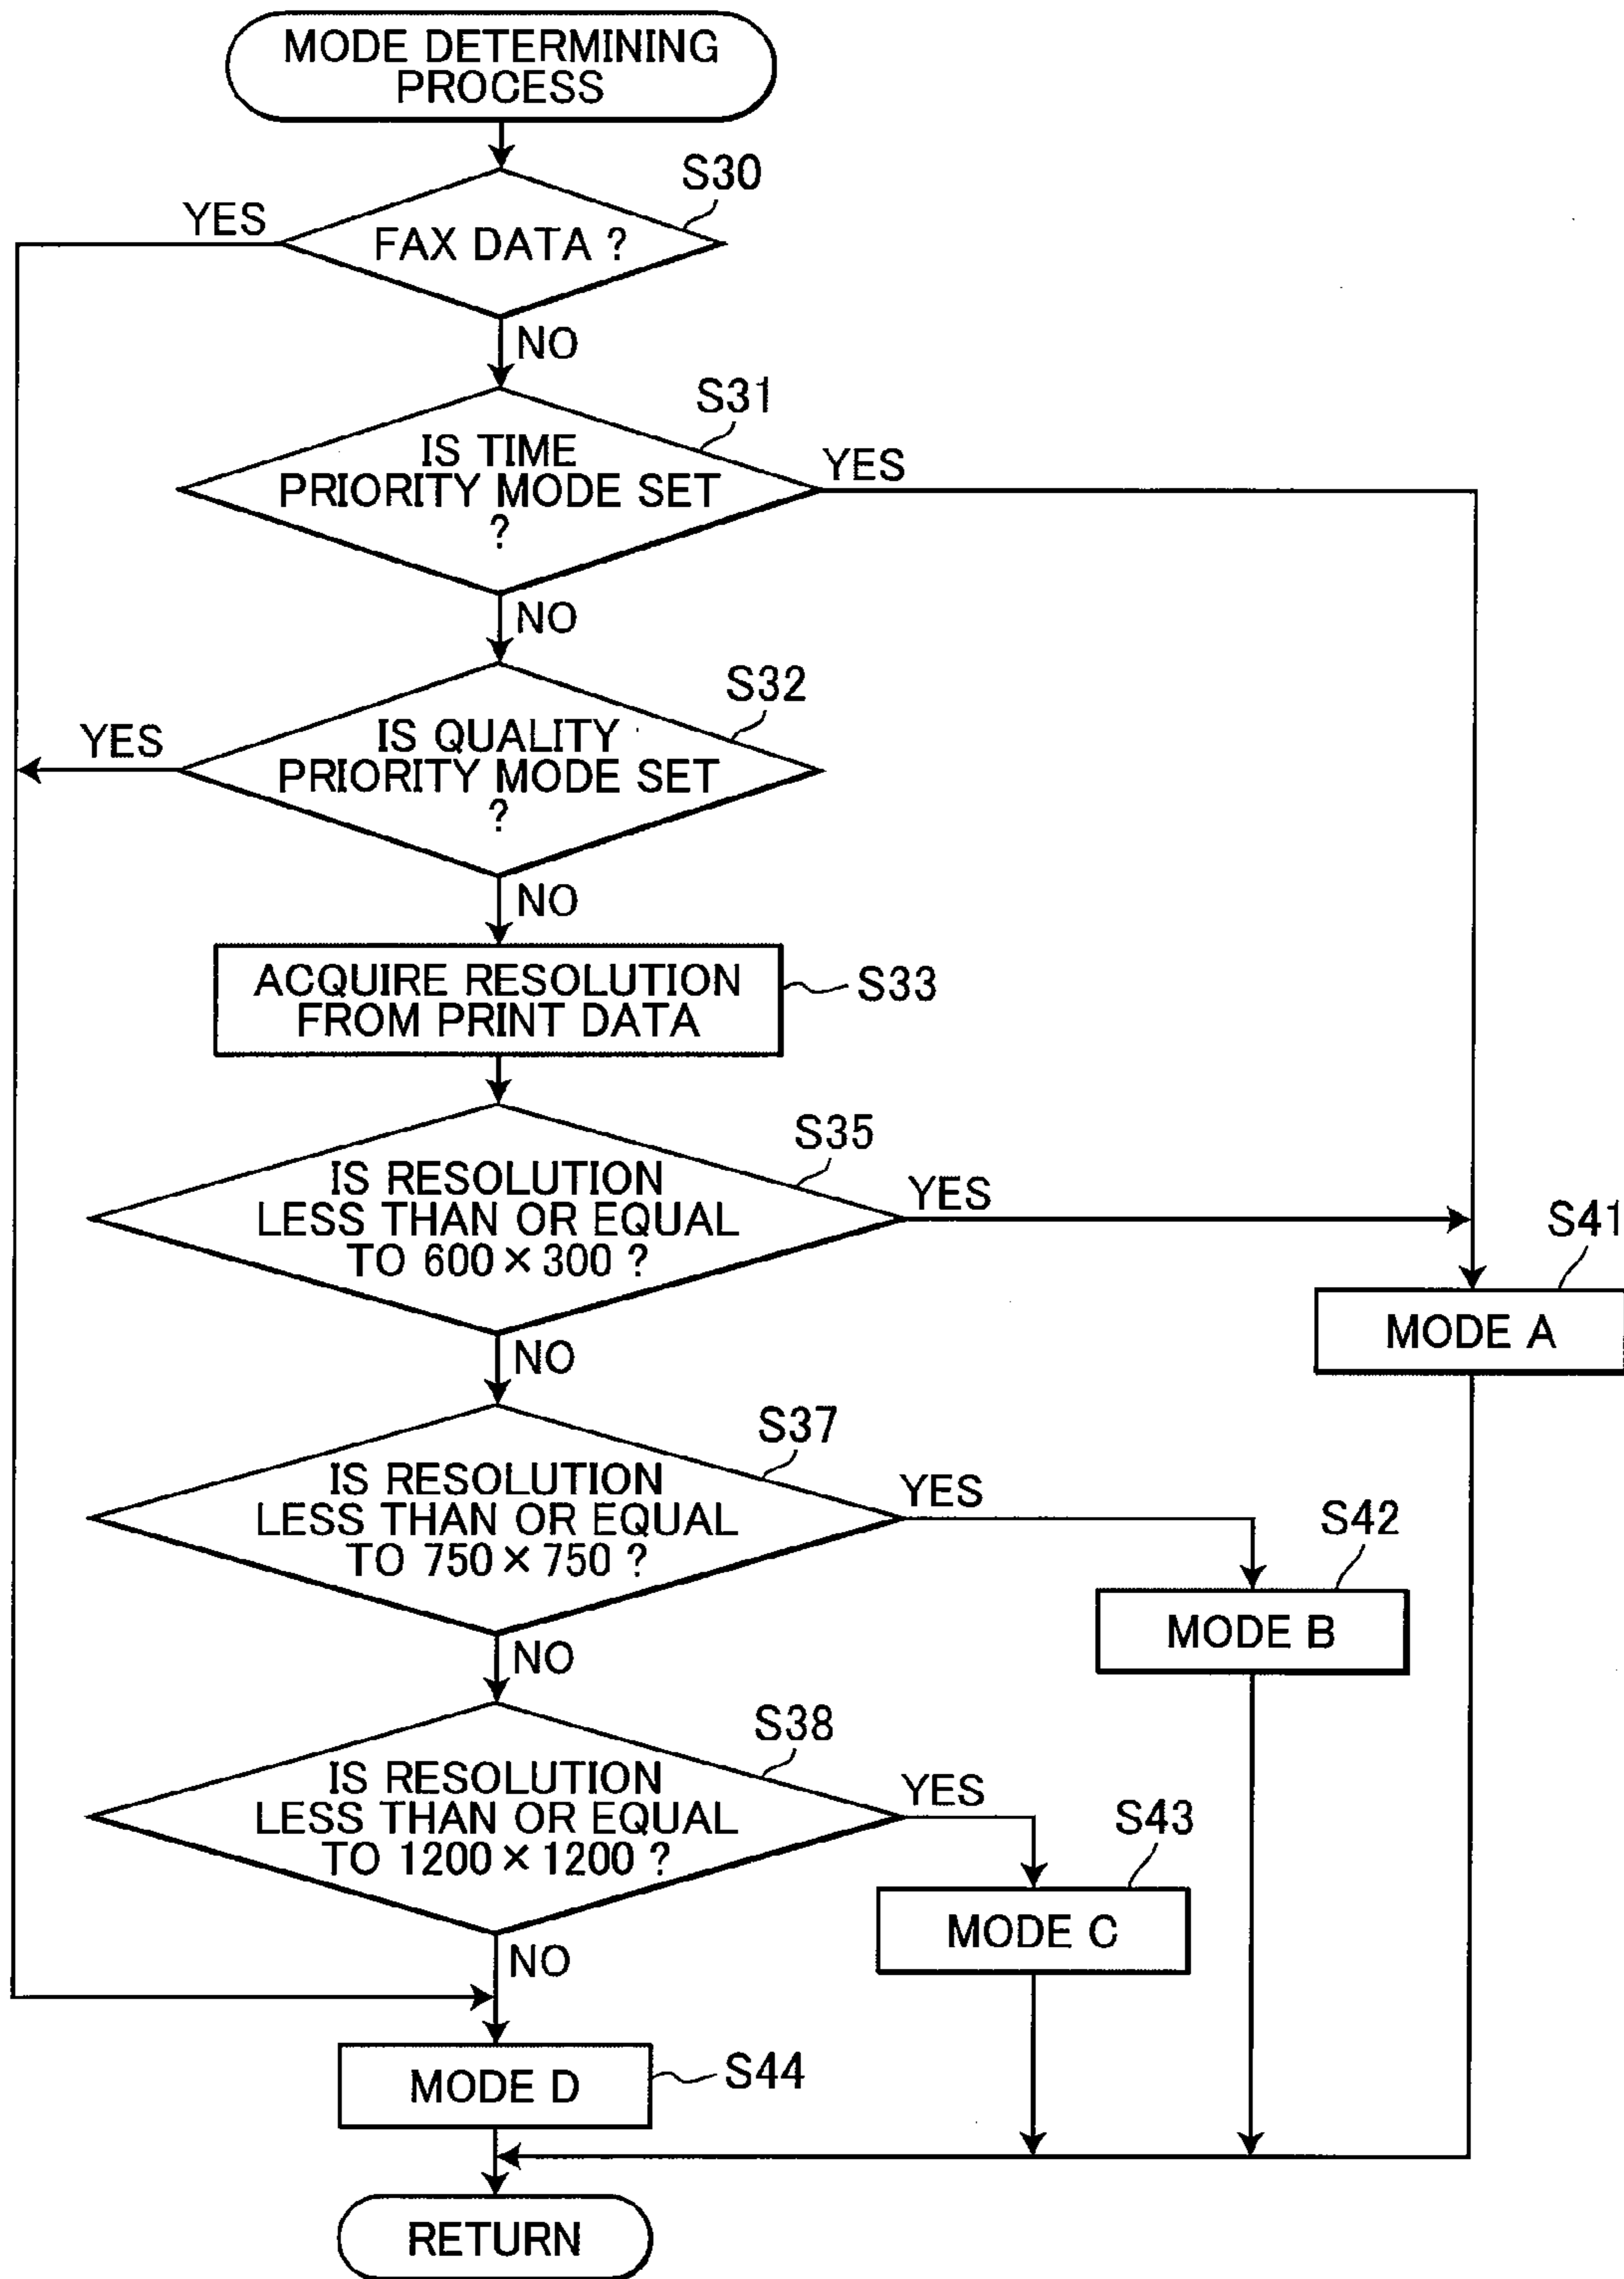 MODE DETERMINING
PROCESS
S30
YES
FAX DATA ?
NO
S31
IS TIME
PRIORITY MODE SET
?
YES
NO
S32
IS QUALITY
PRIORITY MODE SET
?
YES
NO
ACQUIRE RESOLUTION
FROM PRINT DATA
S33
S35
IS RESOLUTION
LESS THAN OR EQUAL
TO 600×300 ?
YES
S41
MODE A
NO
S37
IS RESOLUTION
LESS THAN OR EQUAL
TO 750×750 ?
YES
S42
MODE B
NO
S38
IS RESOLUTION
LESS THAN OR EQUAL
TO 1200×1200 ?
YES
S43
MODE C
NO
MODE D
S44
RETURN